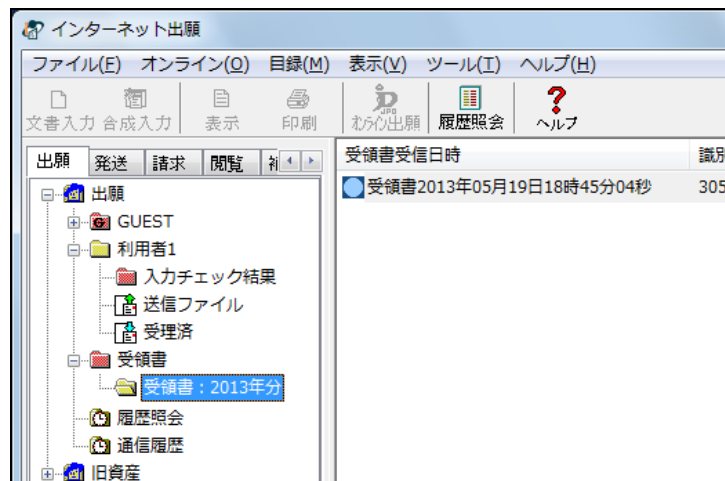 インターネット出願
ファイル(F) オンライン(O) 目録(M) 表示(V) ツール(T) ヘルプ(H)
文書入力 合成入力 表示 印刷 オンライン出願 履歴照会 ヘルプ
出願 発送 請求 閲覧
受領書受信日時 識別
受領書2013年05月19日18時45分04秒 305
出願
GUEST
利用者1
入力チェック結果
送信ファイル
受理済
受領書
受領書：2013年分
履歴照会
通信履歴
旧資産